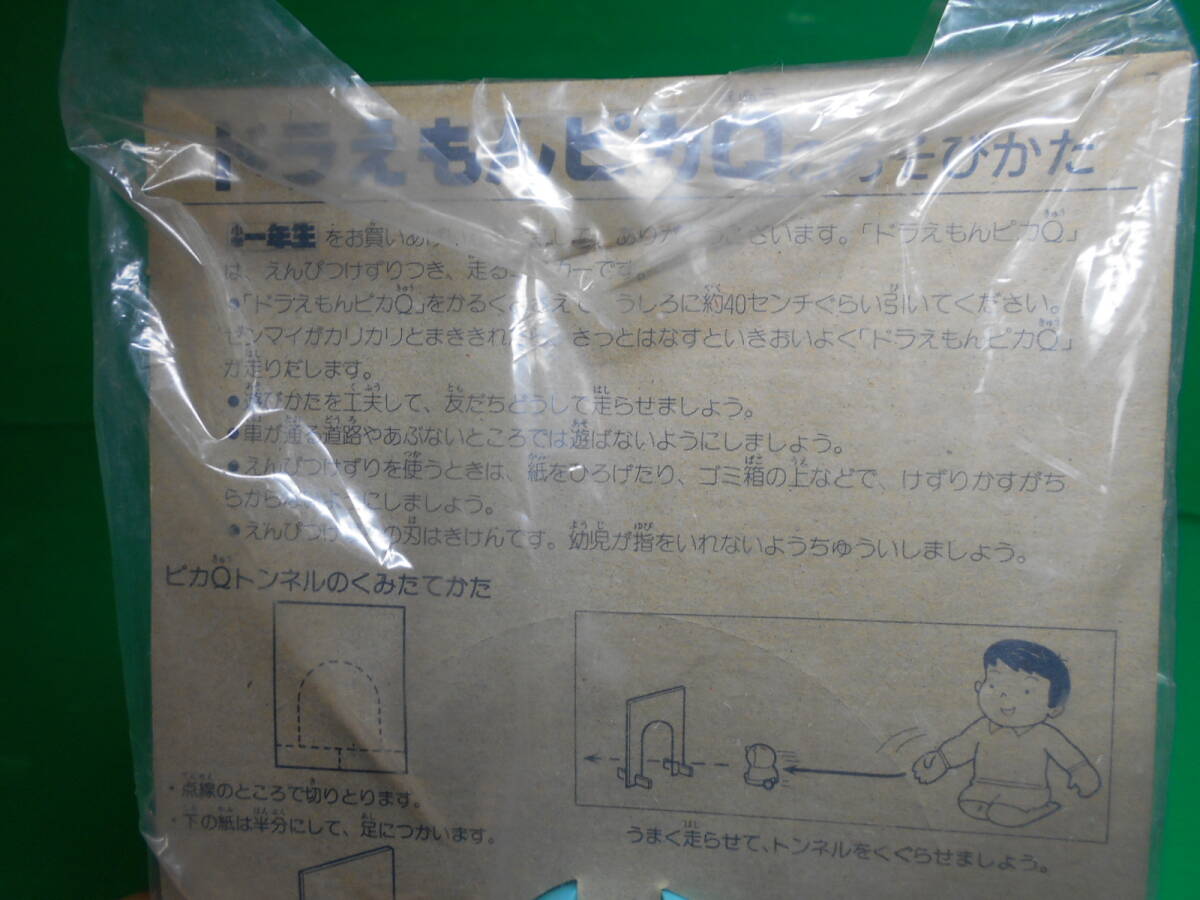 ドラえもんピカQ そびかた
小学一年生 をお買いあげ ありが ございます。「ドラえもんピカQ」
は、えんぴつけずりつき、走る カーです。
●「ドラえもんピカQ」をかるく えて うしろに約40センチぐらい引いてください。
ゼンマイがカリカリとまききれ さっとはなすといきおいよく「ドラえもんピカQ」
が走りだします。
●遊びかたを工夫して、友だちどうしで走らせましょう。
●車が通る道路やあぶないところでは遊ばないようにしましょう。
●えんぴつけずりを使うときは、紙をひろげたり、ゴミ箱の上などで、けずりかすがち
らからな ようにしましょう。
●えんぴつけ の刃はきけんです。幼児が指をいれないようちゅういしましょう。
ピカQトンネルのくみたてかた
・点線のところで切りとります。
・下の紙は半分にして、足につかいます。
うまく走らせて、トンネルをくぐらせましょう。